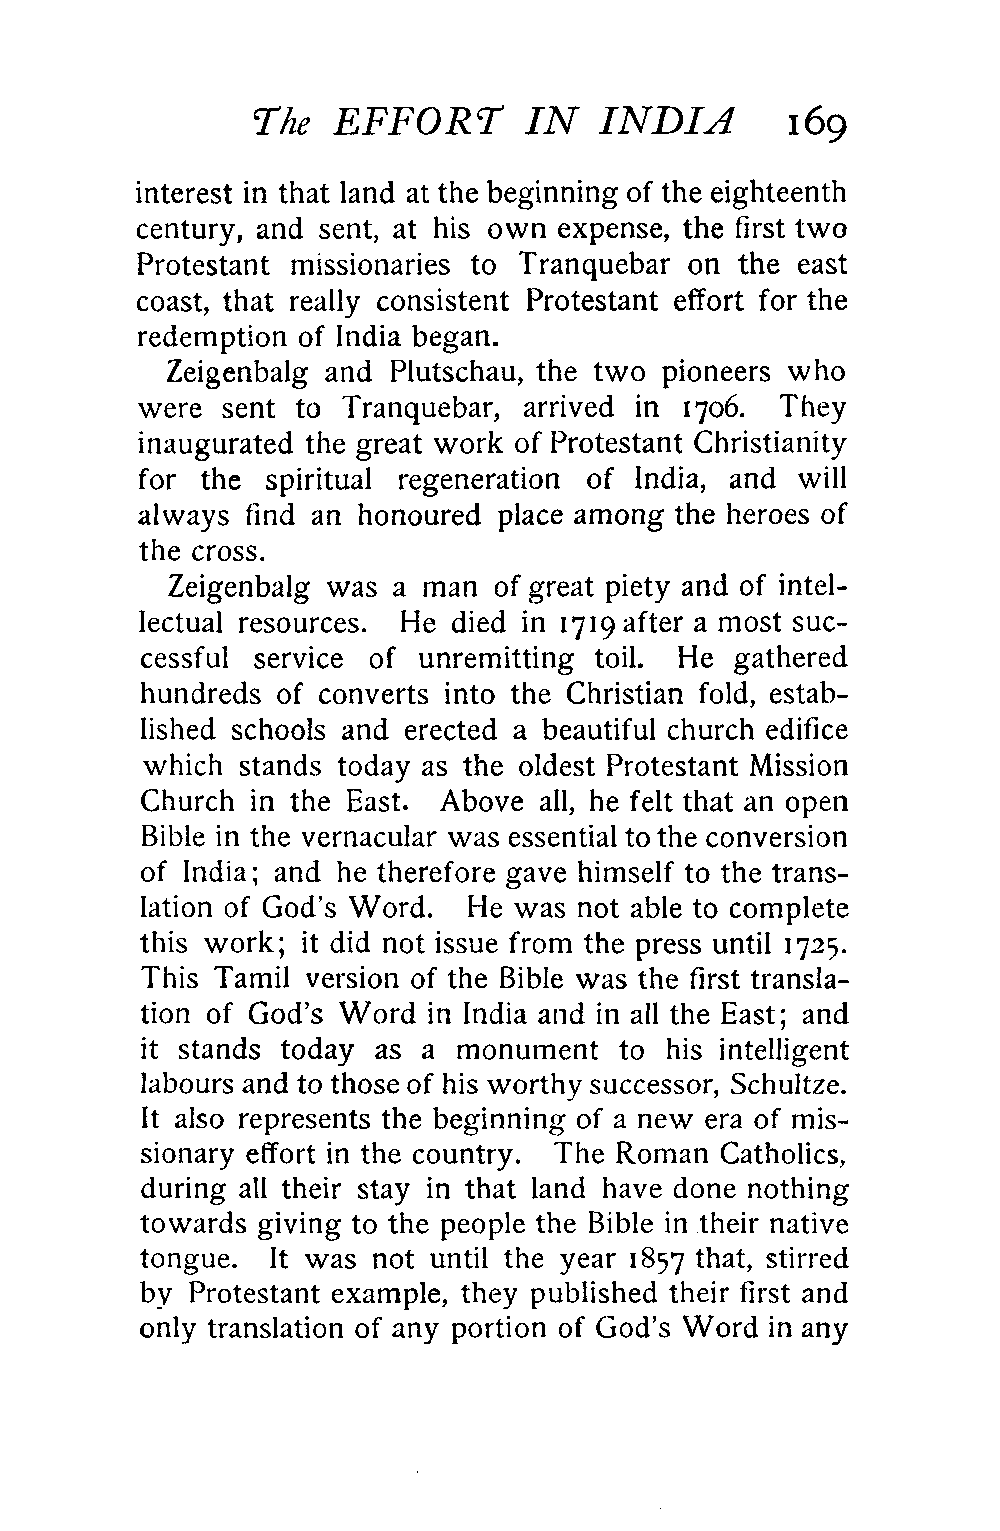 The EFFORT IN INDIA 169
interest in that land at the beginning of the eighteenth
century, and sent, at his own expense, the first two
Protestant missionaries to Tranquebar on the east
coast, that really consistent Protestant effort for the
redemption of India began.
Zeigenbalg and Plutschau, the two pioneers who
were sent to Tranquebar, arrived in 1706. They
inaugurated the great work of Protestant Christianity
for the spiritual regeneration of India, and will
always find an honoured place among the heroes of
the cross.
Zeigenbalg was a man of great piety and of intel-
lectual resources. He died in 1719 after a most suc-
cessful service of unremitting toil. He gathered
hundreds of converts into the Christian fold, estab-
lished schools and erected a beautiful church edifice
which stands today as the oldest Protestant Mission
Church in the East. Above all, he felt that an open
Bible in the vernacular was essential to the conversion
of India; and he therefore gave himself to the trans-
lation of God's Word. He was not able to complete
this work; it did not issue from the press until 1725.
This Tamil version of the Bible was the first transla-
tion of God's Word in India and in all the East; and
it stands today as a monument to his intelligent
labours and to those of his worthy successor, Schultze.
It also represents the beginning of a new era of mis-
sionary effort in the country. The Roman Catholics,
during all their stay in that land have done nothing
towards giving to the people the Bible in their native
tongue. It was not until the year 1857 that, stirred
by Protestant example, they published their first and
only translation of any portion of God's Word in any